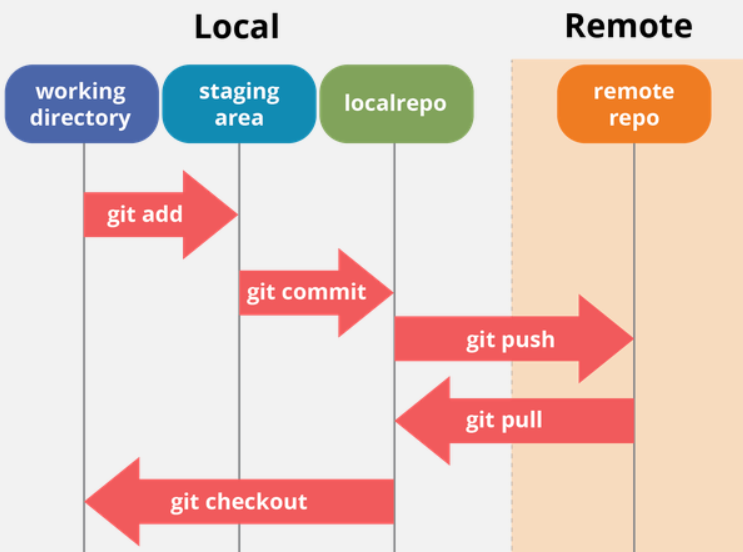 Local
Remote
working
directory
staging
area
localrepo
remote
repo
git add
git commit
git push
git pull
git checkout